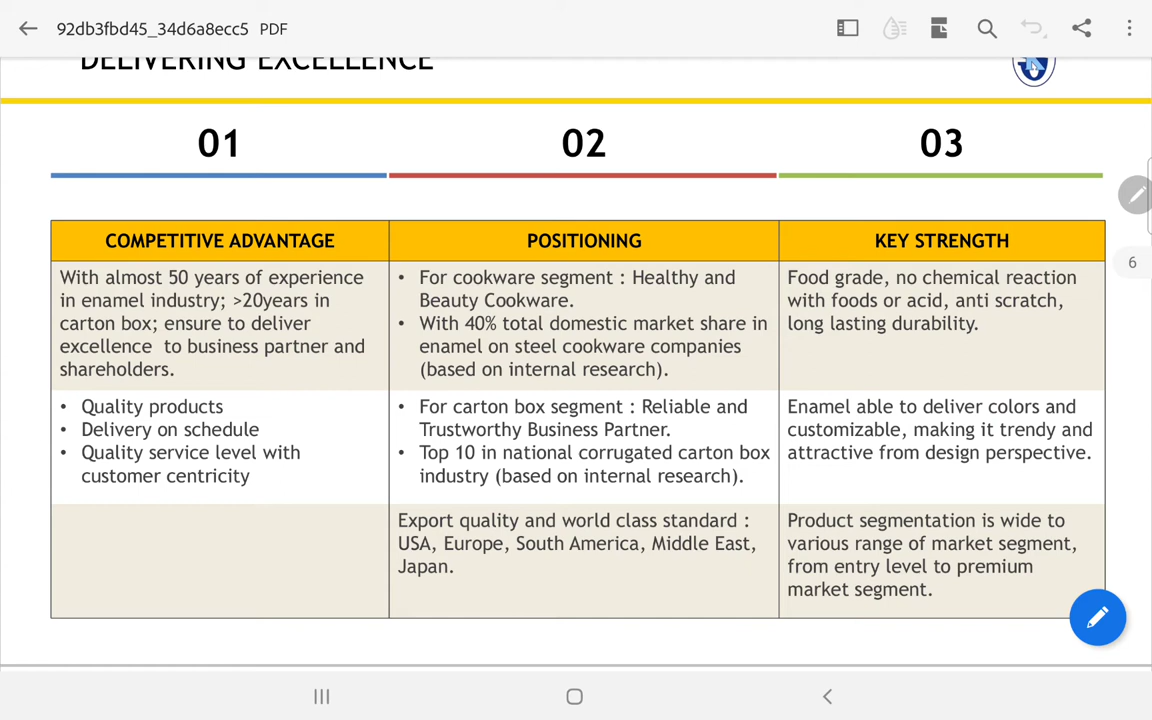 92db3fbd45_34d6a8ecc5 PDF
DELIVERING EXCELLENCE
01
02
03
COMPETITIVE ADVANTAGE
POSITIONING
KEY STRENGTH
With almost 50 years of experience
in enamel industry; >20years in
carton box; ensure to deliver
excellence to business partner and
shareholders.
• For cookware segment : Healthy and
Beauty Cookware.
• With 40% total domestic market share in
enamel on steel cookware companies
(based on internal research).
Food grade, no chemical reaction
with foods or acid, anti scratch,
long lasting durability.
• Quality products
• Delivery on schedule
• Quality service level with
customer centricity
• For carton box segment : Reliable and
Trustworthy Business Partner.
• Top 10 in national corrugated carton box
industry (based on internal research).
Enamel able to deliver colors and
customizable, making it trendy and
attractive from design perspective.
Export quality and world class standard :
USA, Europe, South America, Middle East,
Japan.
Product segmentation is wide to
various range of market segment,
from entry level to premium
market segment.
6